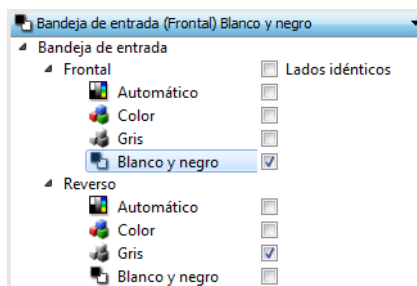 Bandeja de entrada (Frontal) Blanco y negro
Bandeja de entrada
Frontal Lados idénticos
Automático
Color
Gris
Blanco y negro
Reverso
Automático
Color
Gris
Blanco y negro